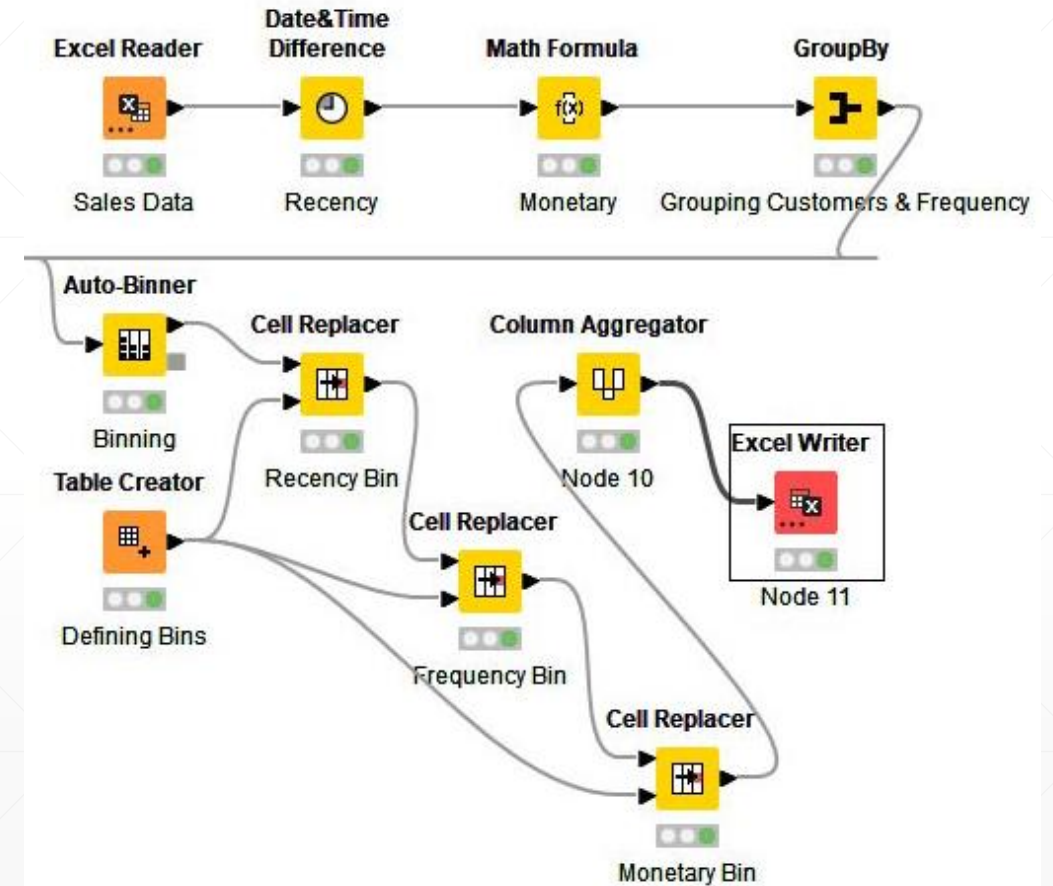 Excel Reader
Date&Time
Difference
Math Formula
GroupBy
f(x)
Sales Data
Recency
Monetary
Grouping Customers & Frequency
Auto-Binner
Cell Replacer
Column Aggregator
Binning
Recency Bin
Node 10
Excel Writer
Table Creator
Cell Replacer
Node 11
Defining Bins
Frequency Bin
Cell Replacer
Monetary Bin